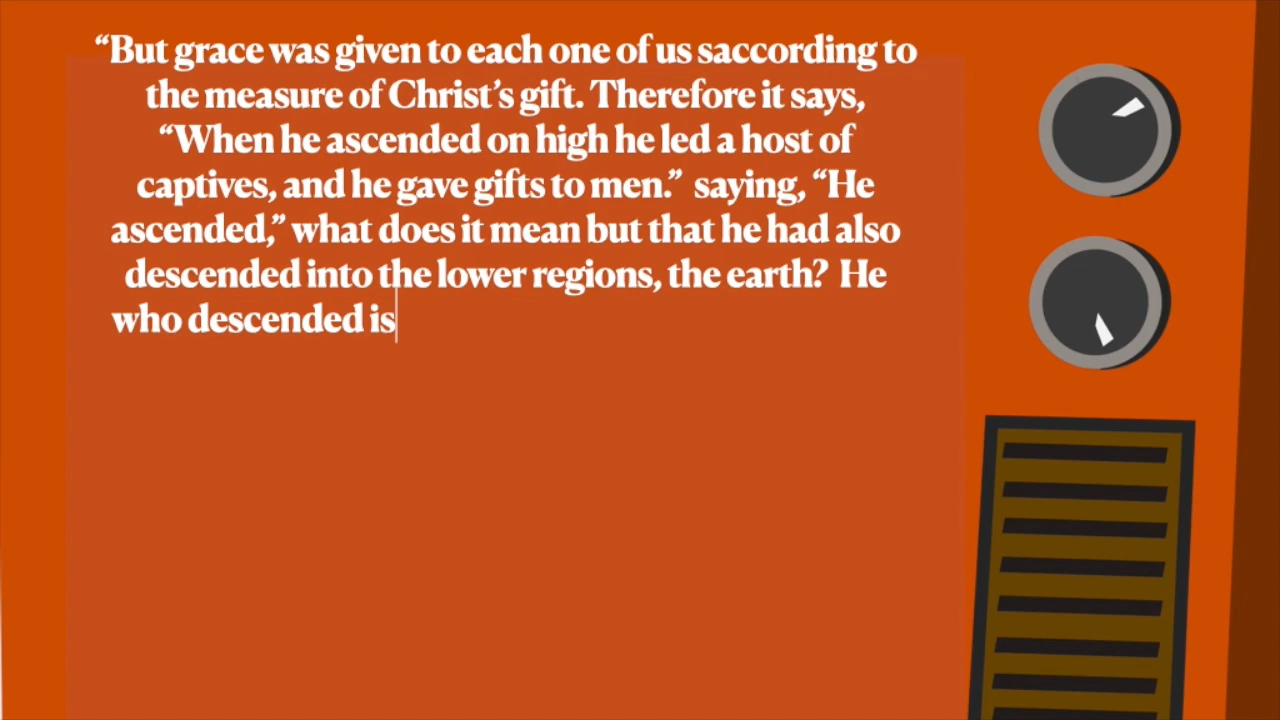 “But grace was given to each one of us saccording to
the measure of Christ’s gift. Therefore it says,
“When he ascended on high he led a host of
captives, and he gave gifts to men.”  saying, “He
ascended,” what does it mean but that he had also
descended into the lower regions, the earth?  He
who descended is